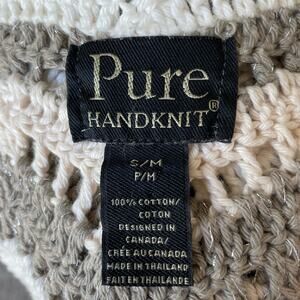 Pure
HANDKNIT®
S/M
P/M
100% COTTON/
COTON
DESIGNED IN
CANADA/
CRÉE AU CANADA
MADE IN THAILAND
FAIT EN THAILANDE